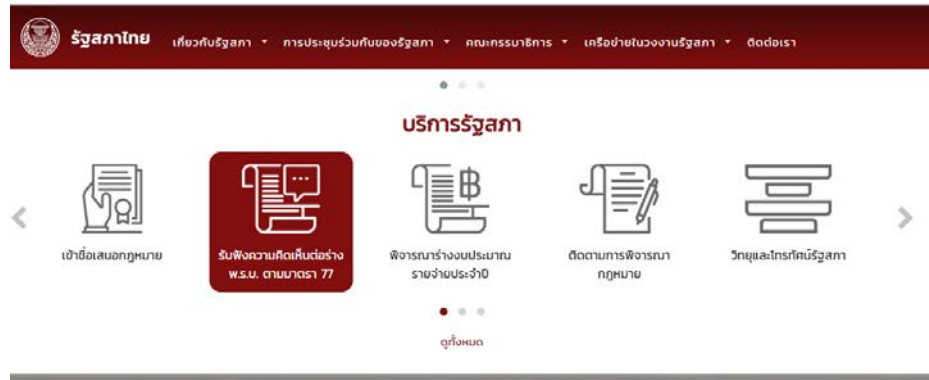 รัฐสภาไทย เกี่ยวกับรัฐสภา การประชุมร่วมกันของรัฐสภา คณะกรรมาธิการ เครือข่ายในวงงานรัฐสภา ติดต่อเรา
บริการรัฐสภา
เข้าชื่อเสนอกฎหมาย
รับฟังความคิดเห็นต่อร่าง
พ.ร.บ. ตามมาตรา 77
พิจารณาร่างงบประมาณ
รายจ่ายประจำปี
ติดตามการพิจารณา
กฎหมาย
วิทยุและโทรทัศน์รัฐสภา
ดูทั้งหมด